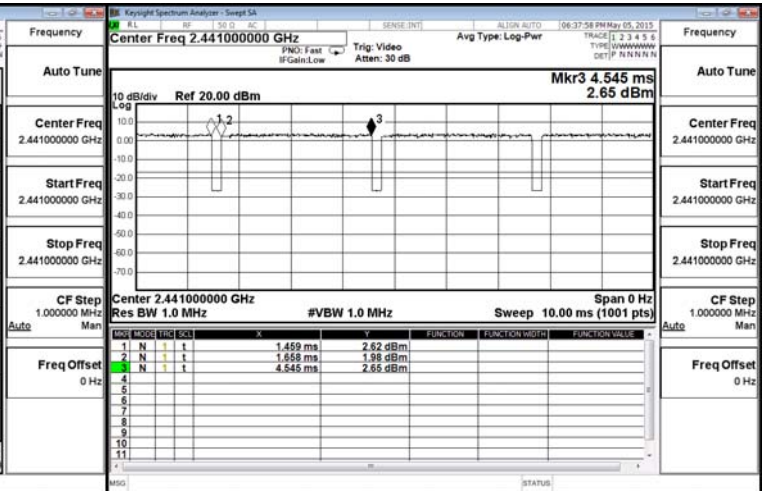 Frequency
Auto Tune
Center Freq
2.441000000 GHz
Start Freq
2.441000000 GHz
Stop Freq
2.441000000 GHz
CF Step
1.000000 MHz
Auto Man
Freq Offset
0 Hz
Keysight Spectrum Analyzer - Swept SA
RL RF 50 Ω AC SENSE:INT ALIGN AUTO 06:37:58 PM May 05, 2015
Center Freq 2.441000000 GHz
PNO: Fast
IFGain:Low
Trig: Video
Atten: 30 dB
Avg Type: Log-Pwr
TRACE 1 2 3 4 5 6
TYPE WWWWWW
DET P N N N N N
Mkr3 4.545 ms
2.65 dBm
10 dB/div Ref 20.00 dBm
Log
10.0
0.00
-10.0
-20.0
-30.0
-40.0
-50.0
-60.0
-70.0
1 2 3
Center 2.441000000 GHz Span 0 Hz
Res BW 1.0 MHz #VBW 1.0 MHz Sweep 10.00 ms (1001 pts)
MKR MODE TRC SCL X Y FUNCTION FUNCTION WIDTH FUNCTION VALUE
1 N 1 t 1.459 ms 2.62 dBm
2 N 1 t 1.658 ms 1.98 dBm
3 N 1 t 4.545 ms 2.65 dBm
4
5
6
7
8
9
10
11
MSG STATUS
Frequency
Auto Tune
Center Freq
2.441000000 GHz
Start Freq
2.441000000 GHz
Stop Freq
2.441000000 GHz
CF Step
1.000000 MHz
Auto Man
Freq Offset
0 Hz